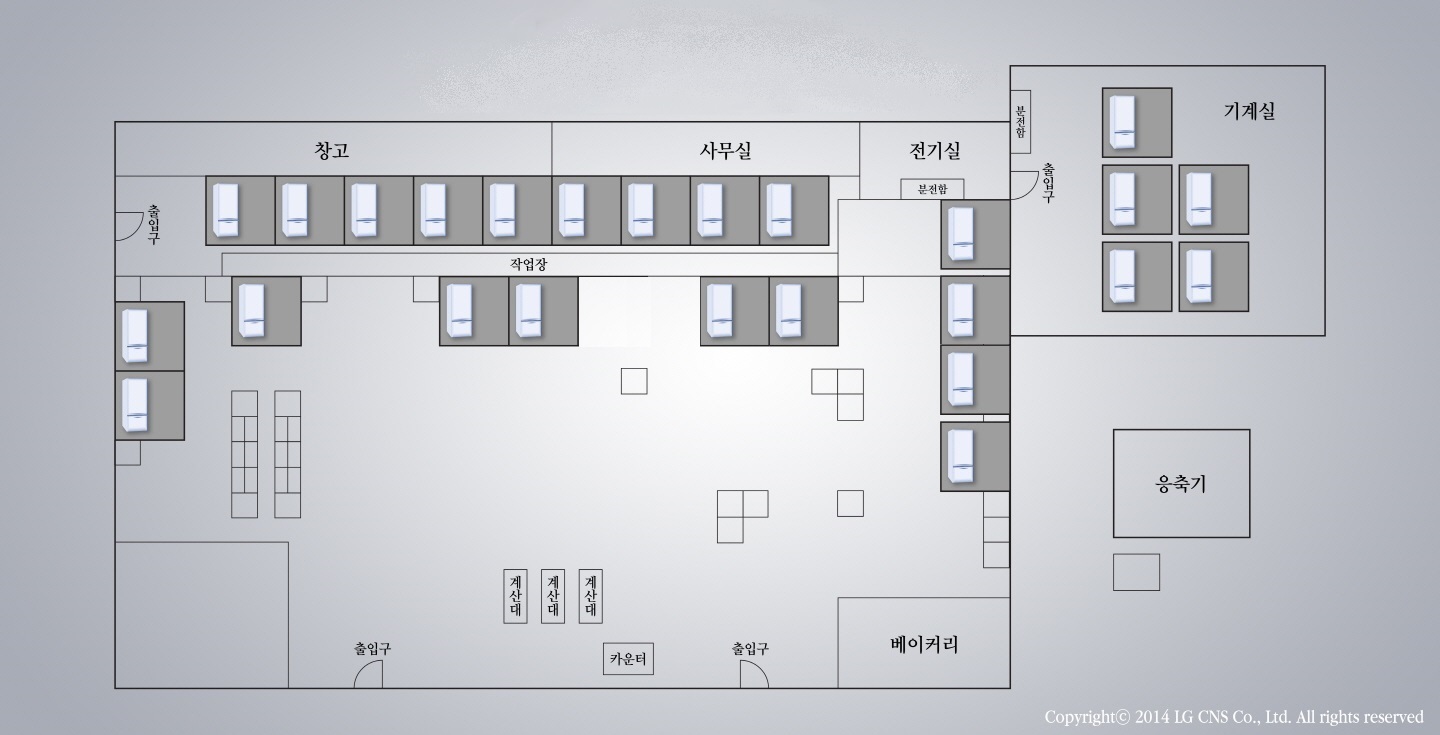 창고
사무실
전기실
분전함
기계실
분전함
출입구
출입구
작업장
응축기
계산대
계산대
계산대
출입구
카운터
출입구
베이커리
Copyrightⓒ 2014 LG CNS Co., Ltd. All rights reserved